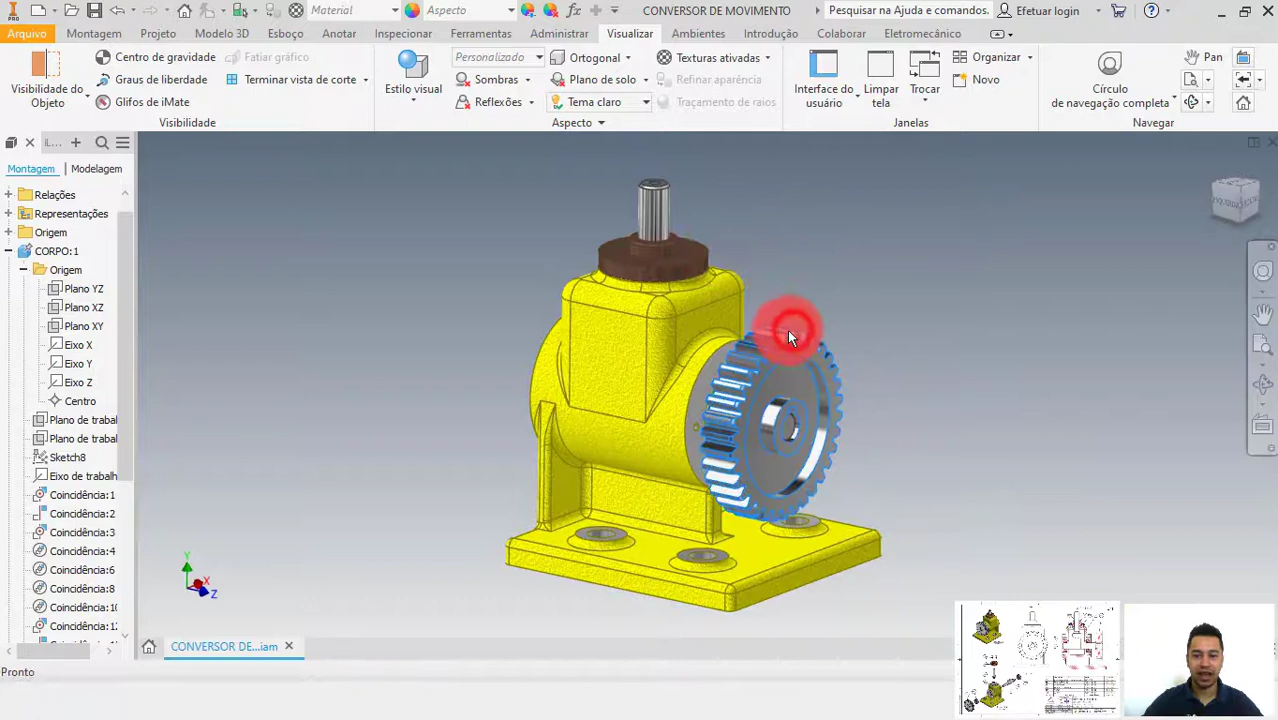 PRO
Material
Aspecto
CONVERSOR DE MOVIMENTO
Pesquisar na Ajuda e comandos.
Efetuar login
Arquivo Montagem Projeto Modelo 3D Esboço Anotar Inspecionar Ferramentas Administrar Visualizar Ambientes Introdução Colaborar Eletromecânico
Visibilidade do
Objeto
Centro de gravidade
Graus de liberdade
Glifos de iMate
Fatiar gráfico
Terminar vista de corte
Visibilidade
Estilo visual
Personalizado
Sombras
Reflexões
Ortogonal
Plano de solo
Tema claro
Texturas ativadas
Refinar aparência
Traçamento de raios
Aspecto
Interface do
usuário
Limpar
tela
Trocar
Organizar
Novo
Janelas
Círculo
de navegação completa
Pan
Navegar
Montagem Modelagem
Relações
Representações
Origem
CORPO:1
Origem
Plano YZ
Plano XZ
Plano XY
Eixo X
Eixo Y
Eixo Z
Centro
Plano de trabal
Plano de trabal
Sketch8
Eixo de trabalh
Coincidência:1
Coincidência:2
Coincidência:3
Coincidência:4
Coincidência:6
Coincidência:8
Coincidência:10
Coincidência:12
Y
X
Z
CONVERSOR DE...iam
Pronto